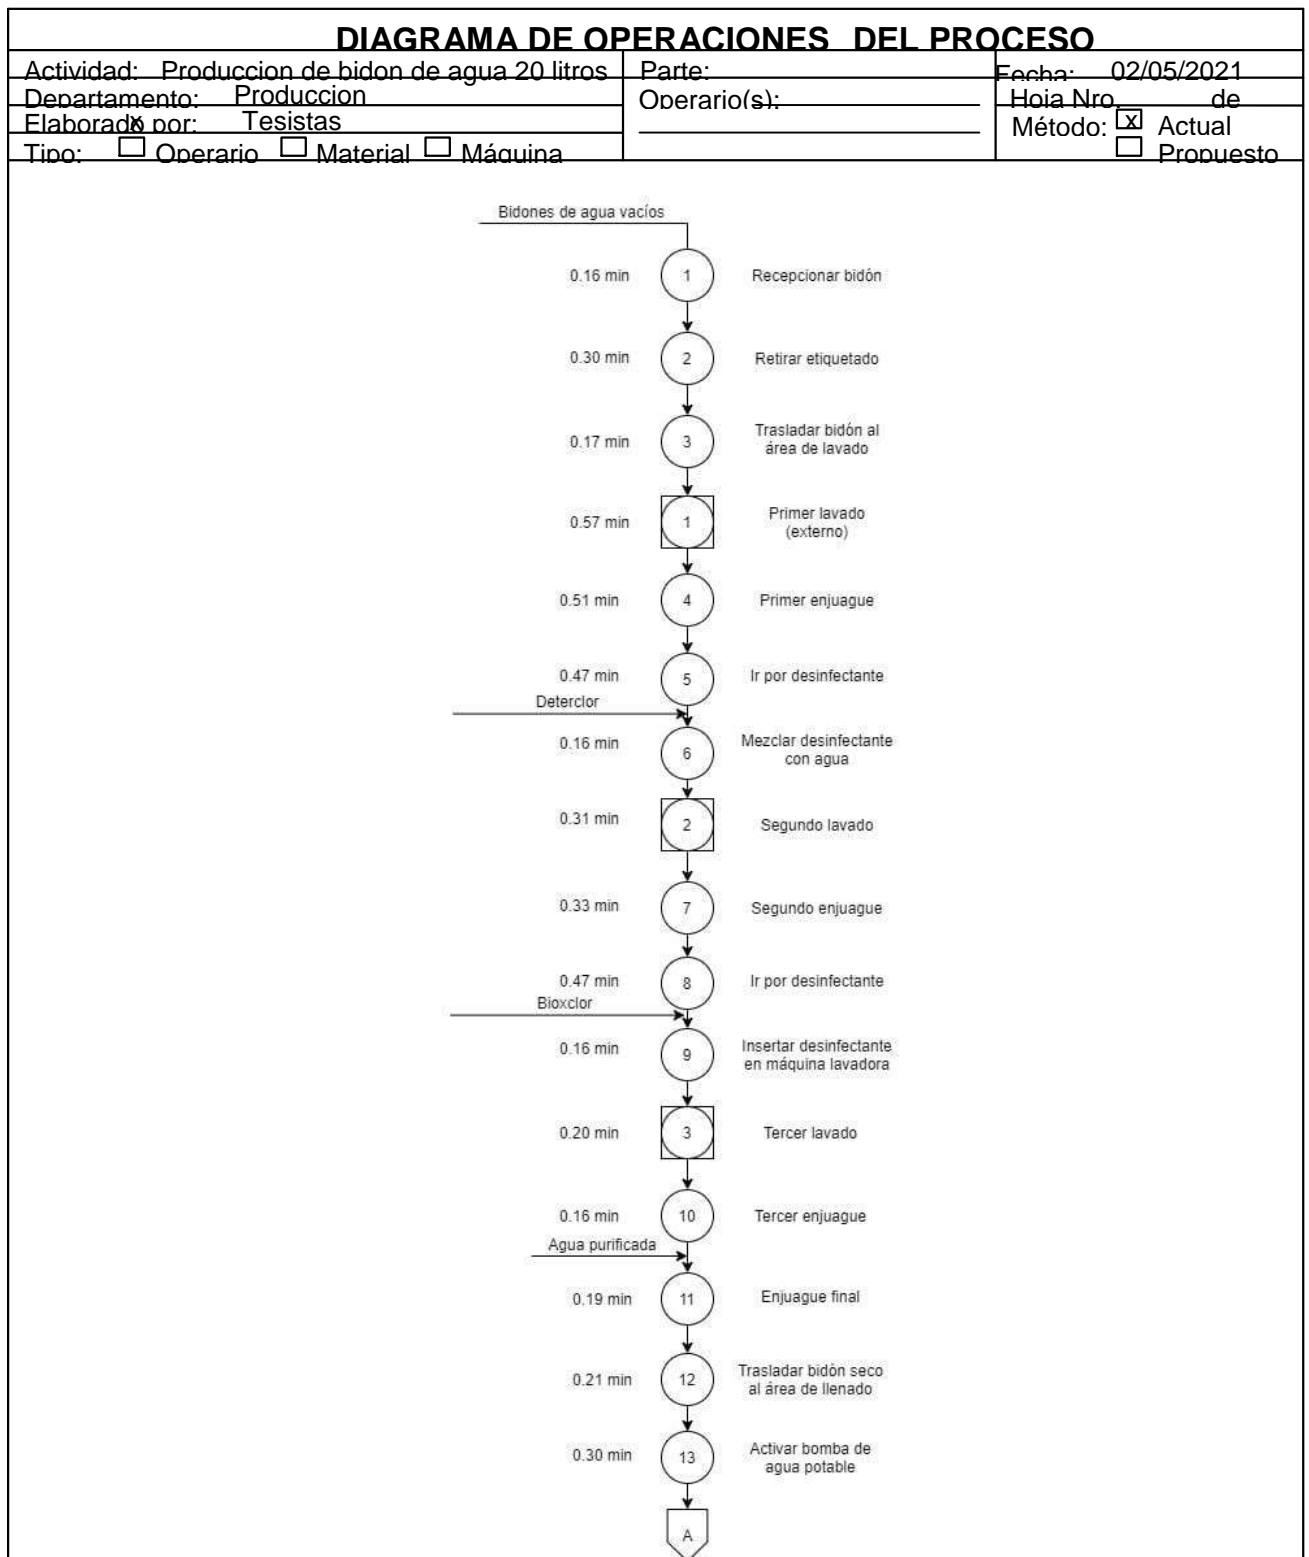 DIAGRAMA DE OPERACIONES DEL PROCESO
Actividad: Produccion de bidon de agua 20 litros
Parte:
Fecha: 02/05/2021
Departamento: Produccion
Operario(s):
Hoja Nro. de
Elaborado por: Tesistas
x
Método: x Actual
Tipo: Operario Material Máquina
Propuesto
Bidones de agua vacíos
0.16 min 1 Recepcionar bidón
0.30 min 2 Retirar etiquetado
0.17 min 3 Trasladar bidón al
área de lavado
0.57 min 1 Primer lavado
(externo)
0.51 min 4 Primer enjuague
0.47 min 5 Ir por desinfectante
Deterclor
0.16 min 6 Mezclar desinfectante
con agua
0.31 min 2 Segundo lavado
0.33 min 7 Segundo enjuague
0.47 min 8 Ir por desinfectante
Bioxclor
0.16 min 9 Insertar desinfectante
en máquina lavadora
0.20 min 3 Tercer lavado
0.16 min 10 Tercer enjuague
Agua purificada
0.19 min 11 Enjuague final
0.21 min 12 Trasladar bidón seco
al área de llenado
0.30 min 13 Activar bomba de
agua potable
A